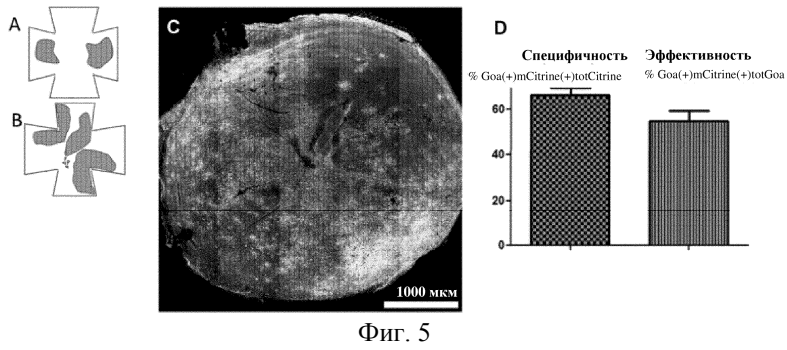 A
B
C
1000 мкм
D
Специфичность
% Goa(+)mCitrine(+)totCitrine
Эффективность
% Goa(+)mCitrine(+)totGoa
60
40
20
0
Фиг. 5